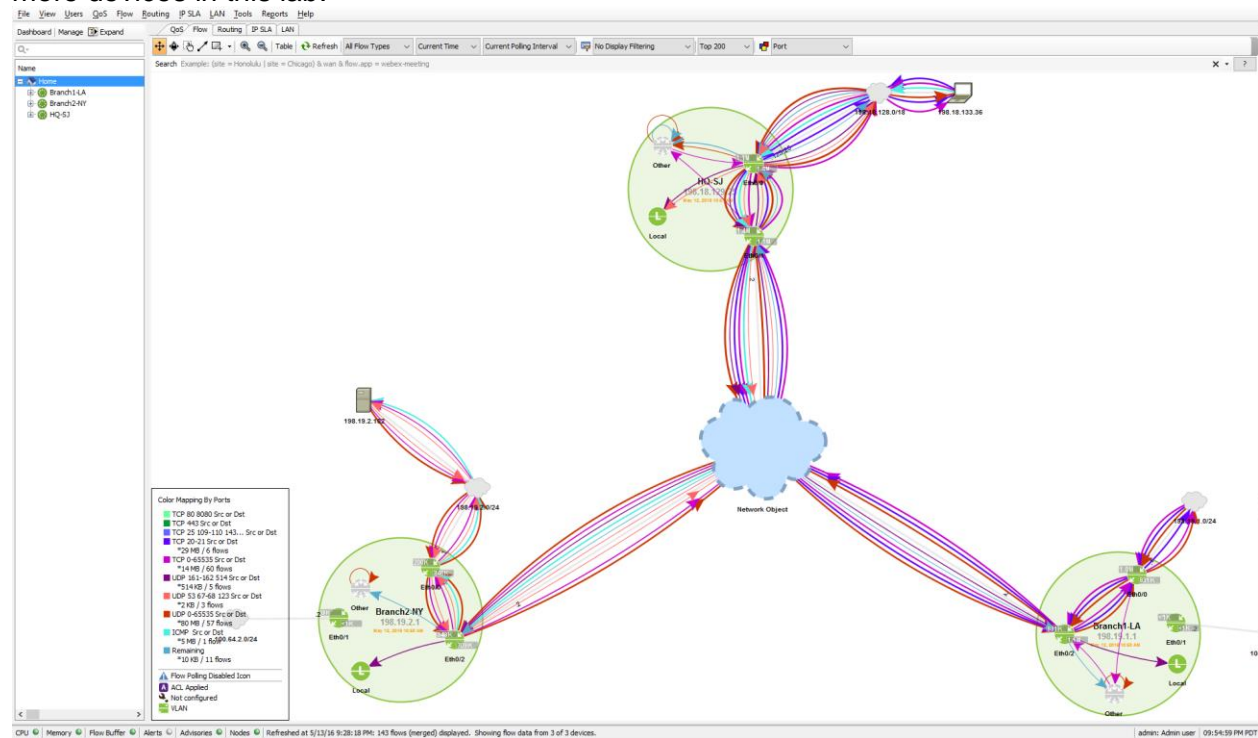 more devices in this lab.
File View Users QoS Flow Routing IP SLA LAN Tools Reports Help
Dashboard Manage Expand
QoS Flow Routing IP SLA LAN
Table Refresh All Flow Types Current Time Current Polling Interval No Display Filtering Top 200 Port
Search Example: (site = Honolulu | site = Chicago) & wan & flow.app = webex-meeting
Name
Home
Branch1-LA
Branch2-NY
HQ-SJ
198.18.133.36
Other
HQ-SJ
Local
Network Object
Color Mapping By Ports
TCP 80 8080 Src or Dst
TCP 443 Src or Dst
TCP 25 109-110 143... Src or Dst
TCP 20-21 Src or Dst
*29 MB / 6 flows
TCP 0-65535 Src or Dst
*14 MB / 60 flows
UDP 161-162 514 Src or Dst
*514 KB / 5 flows
UDP 53 67-68 123 Src or Dst
*2 KB / 3 flows
UDP 0-65535 Src or Dst
*80 MB / 57 flows
ICMP Src or Dst
*5 MB / 1 flow
Remaining
*10 KB / 11 flows
Flow Polling Disabled Icon
ACL Applied
Not configured
VLAN
Other
Branch2-NY
198.19.2.1
Eth0/1
Eth0/2
Local
Eth0/0
Branch1-LA
198.19.1.1
Eth0/1
Eth0/2
Local
Other
CPU Memory Flow Buffer Alerts Advisories Nodes Refreshed at 5/13/16 9:28:18 PM: 143 flows (merged) displayed. Showing flow data from 3 of 3 devices.
admin: Admin user 09:54:59 PM PDT